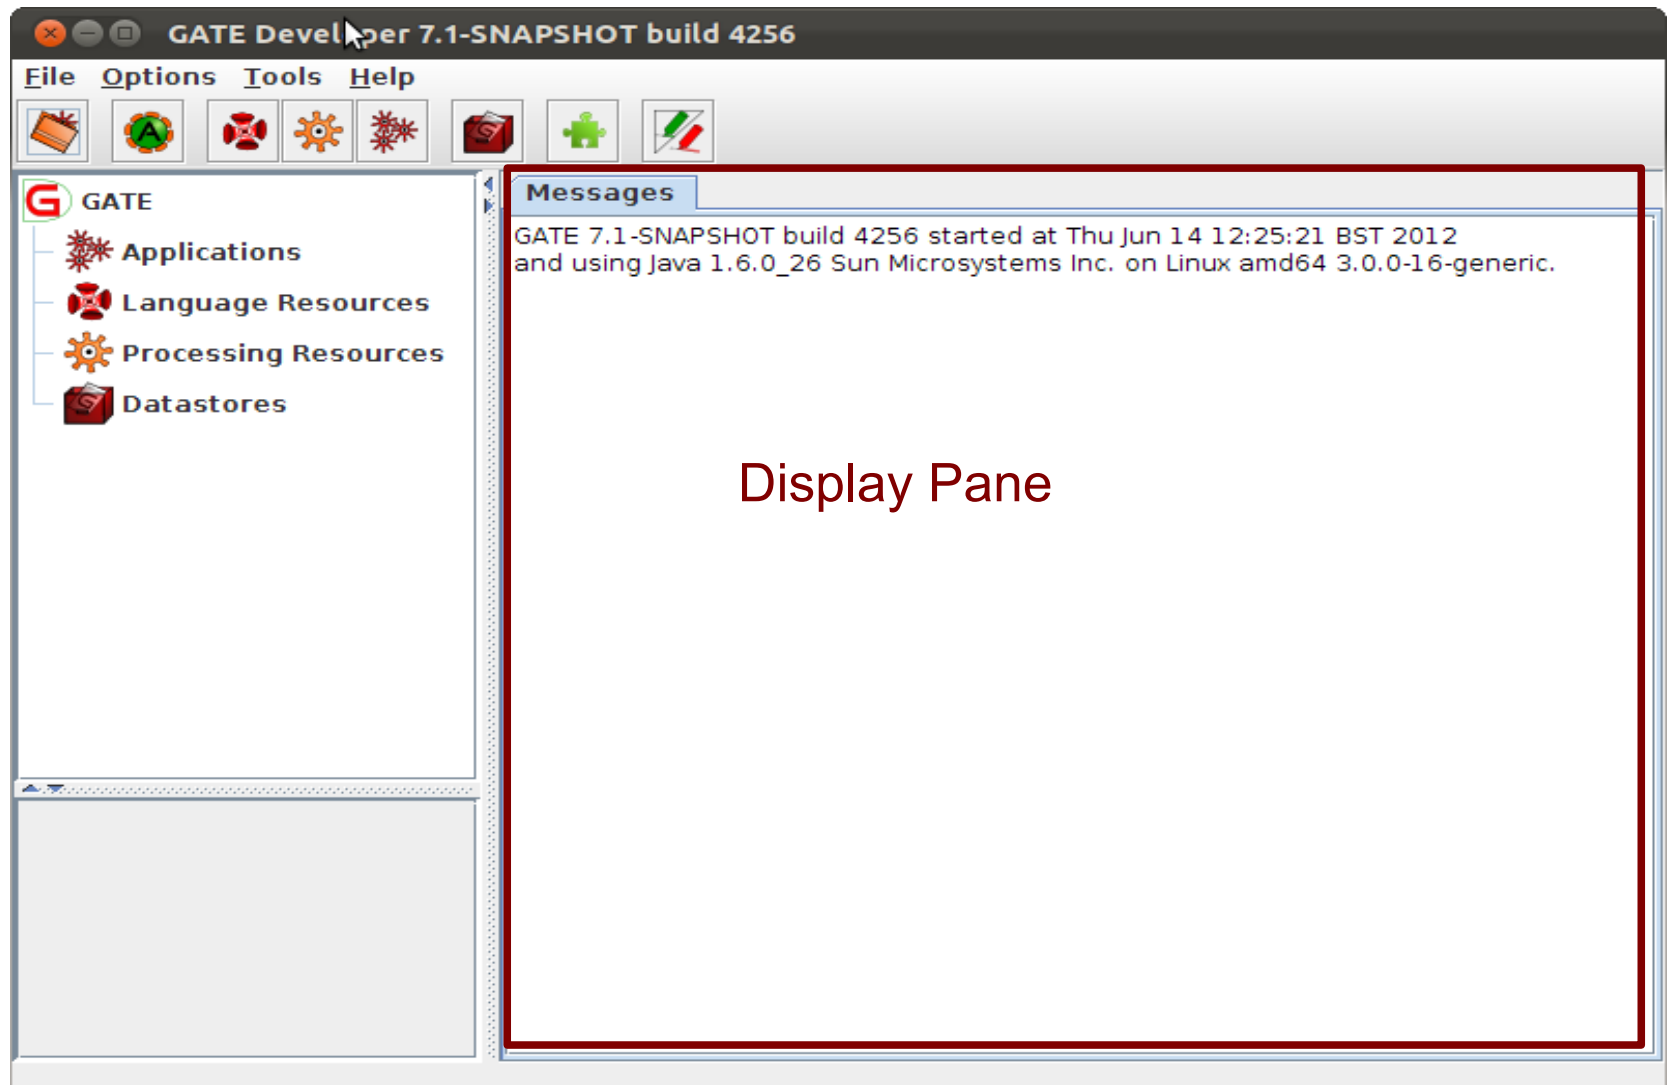 GATE Developer 7.1-SNAPSHOT build 4256
File Options Tools Help
GATE
Applications
Language Resources
Processing Resources
Datastores
Messages
GATE 7.1-SNAPSHOT build 4256 started at Thu Jun 14 12:25:21 BST 2012
and using Java 1.6.0_26 Sun Microsystems Inc. on Linux amd64 3.0.0-16-generic.
Display Pane